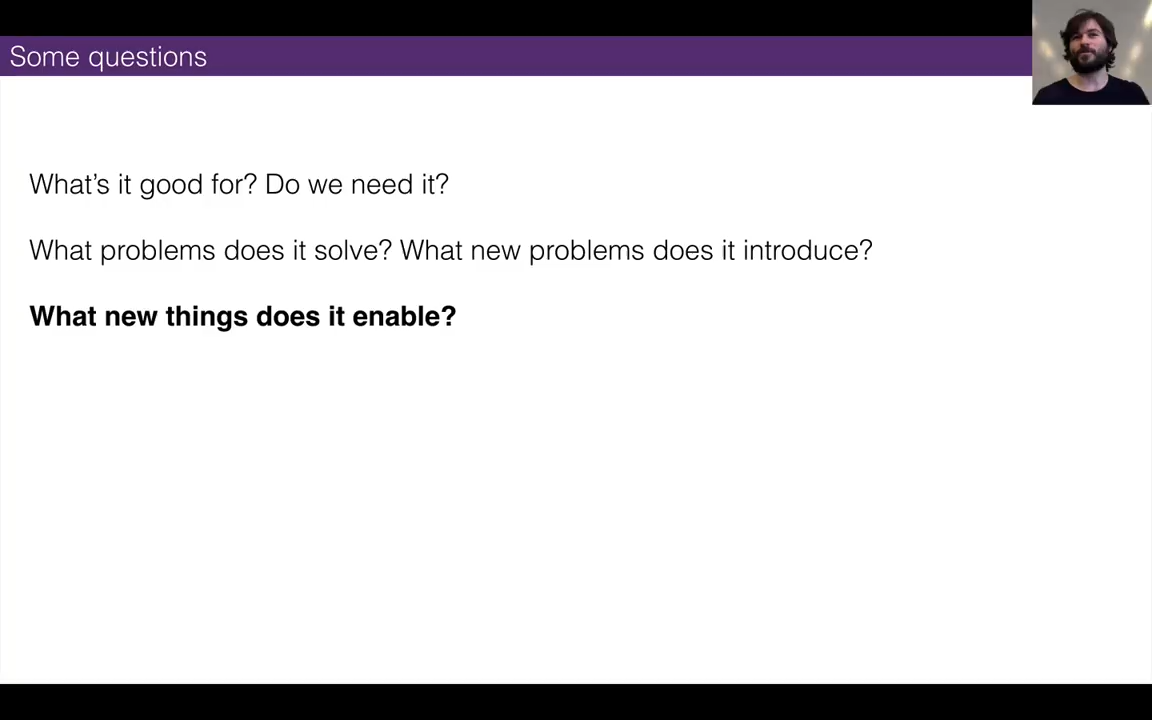 Some questions
What’s it good for? Do we need it?
What problems does it solve? What new problems does it introduce?
What new things does it enable?